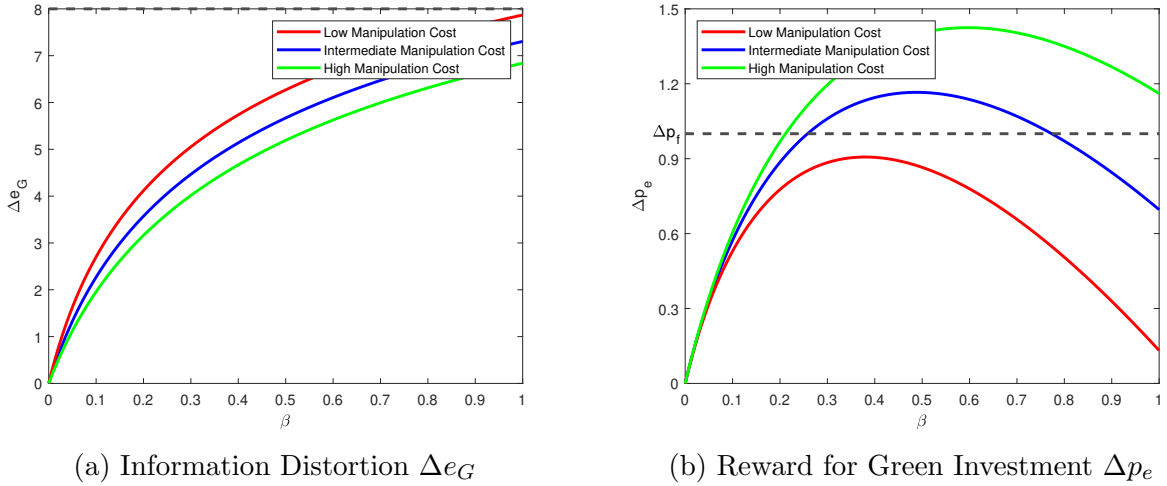 8
7
6
5
4
3
2
1
0
Δe_G
Low Manipulation Cost
Intermediate Manipulation Cost
High Manipulation Cost
0 0.1 0.2 0.3 0.4 0.5 0.6 0.7 0.8 0.9 1
β
(a) Information Distortion Δe_G
1.5
1.2
Δp_f
0.9
0.6
0.3
0
Δp_e
Low Manipulation Cost
Intermediate Manipulation Cost
High Manipulation Cost
0 0.1 0.2 0.3 0.4 0.5 0.6 0.7 0.8 0.9 1
β
(b) Reward for Green Investment Δp_e